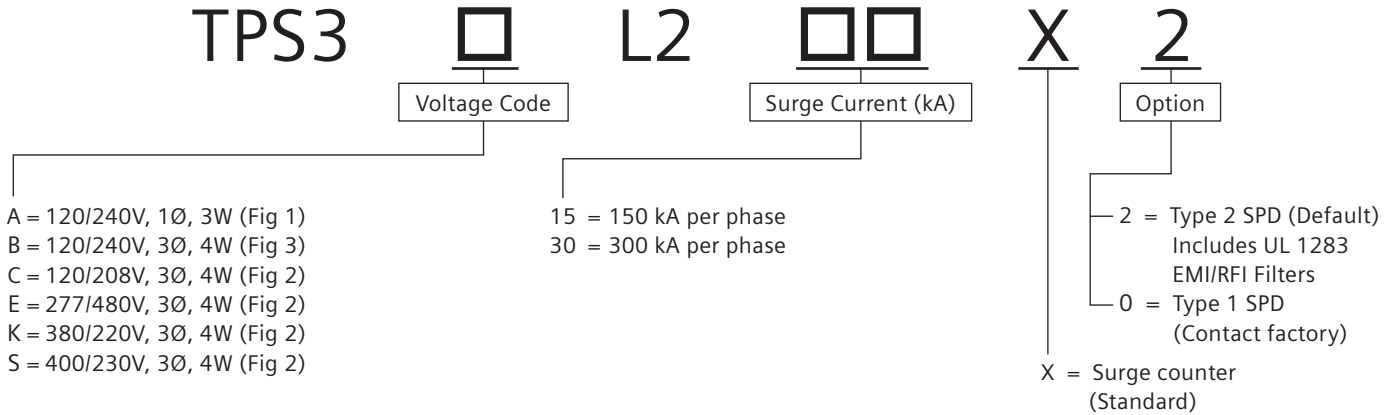 TPS3 □ L2 □□ X 2
Voltage Code
Surge Current (kA)
Option
A = 120/240V, 1Ø, 3W (Fig 1)
B = 120/240V, 3Ø, 4W (Fig 3)
C = 120/208V, 3Ø, 4W (Fig 2)
E = 277/480V, 3Ø, 4W (Fig 2)
K = 380/220V, 3Ø, 4W (Fig 2)
S = 400/230V, 3Ø, 4W (Fig 2)
15 = 150 kA per phase
30 = 300 kA per phase
2 = Type 2 SPD (Default)
Includes UL 1283
EMI/RFI Filters
0 = Type 1 SPD
(Contact factory)
X = Surge counter
(Standard)